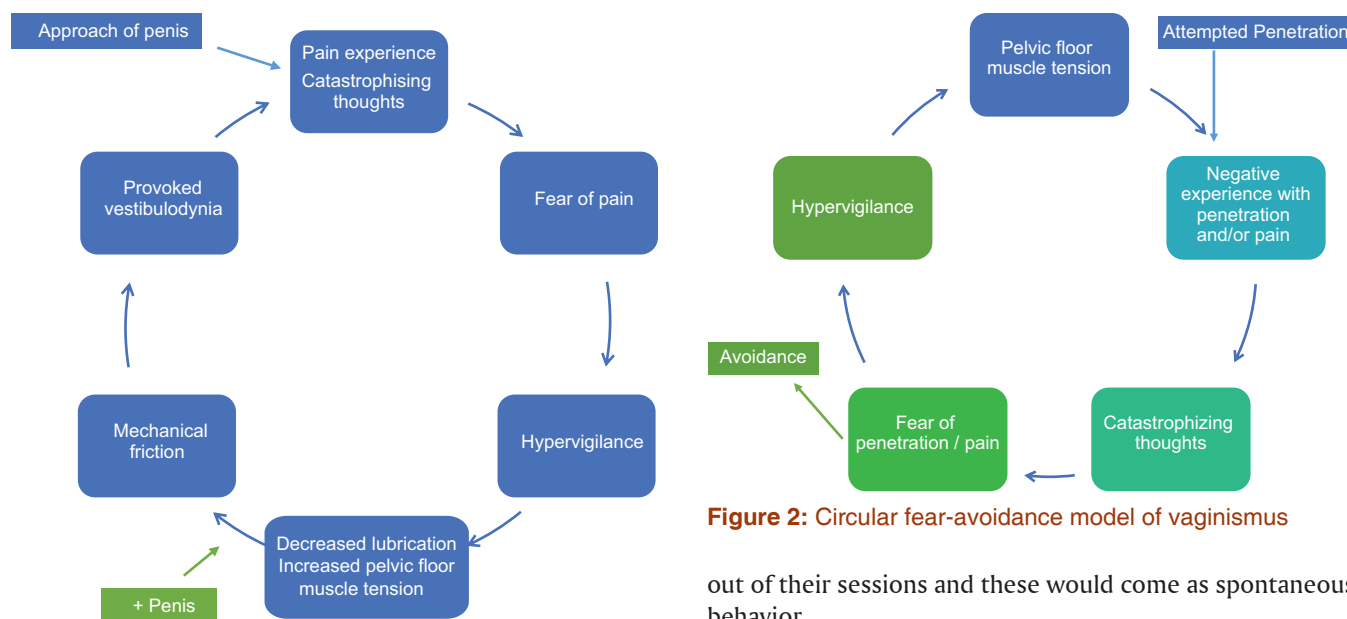 Approach of penis
Pain experience
Catastrophising
thoughts
Fear of pain
Hypervigilance
Decreased lubrication
Increased pelvic floor
muscle tension
+ Penis
Mechanical
friction
Provoked
vestibulodynia
Pelvic floor
muscle tension
Attempted Penetration
Negative
experience with
penetration
and/or pain
Catastrophizing
thoughts
Fear of
penetration / pain
Avoidance
Hypervigilance
Figure 2: Circular fear-avoidance model of vaginismus
out of their sessions and these would come as spontaneous
behavior